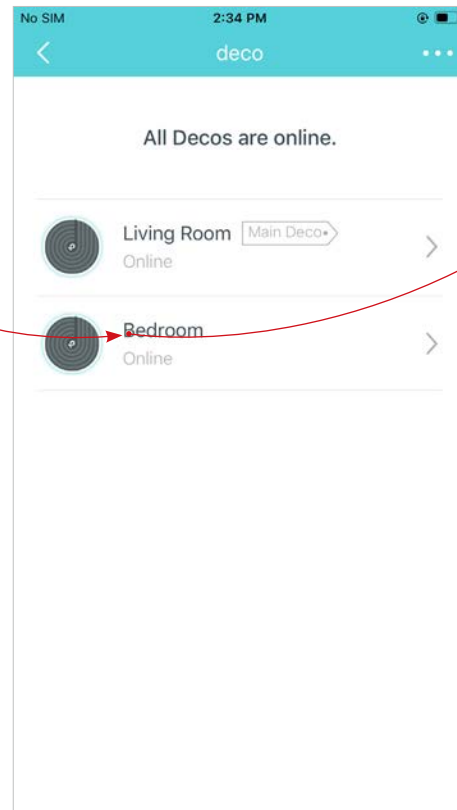 No SIM 2:34 PM
deco
All Decos are online.
Living Room Main Deco
Online
Bedroom
Online